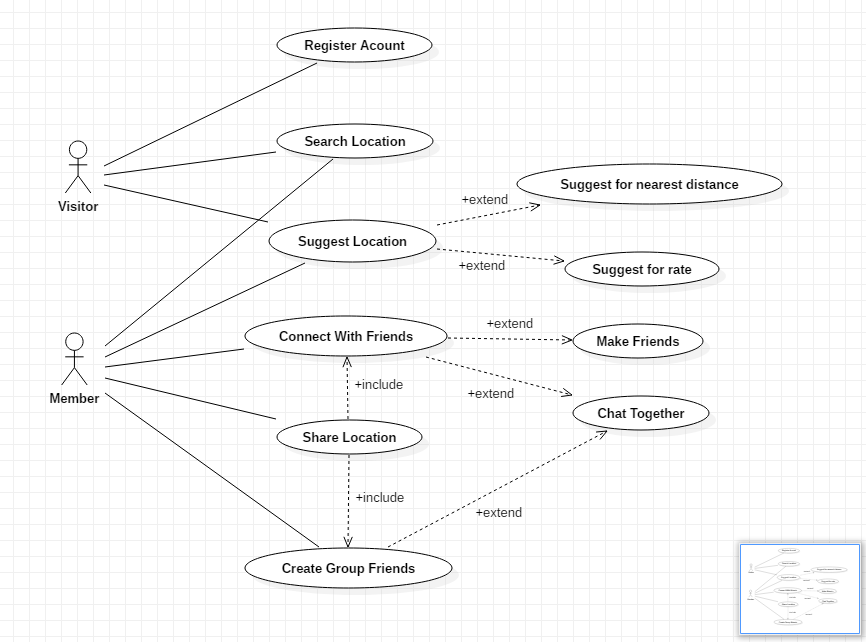 Register Acount
Search Location
Visitor
Suggest for nearest distance
+extend
Suggest Location
+extend
Suggest for rate
+extend
Connect With Friends
Make Friends
+include
+extend
Member
Chat Together
Share Location
+include
+extend
Create Group Friends